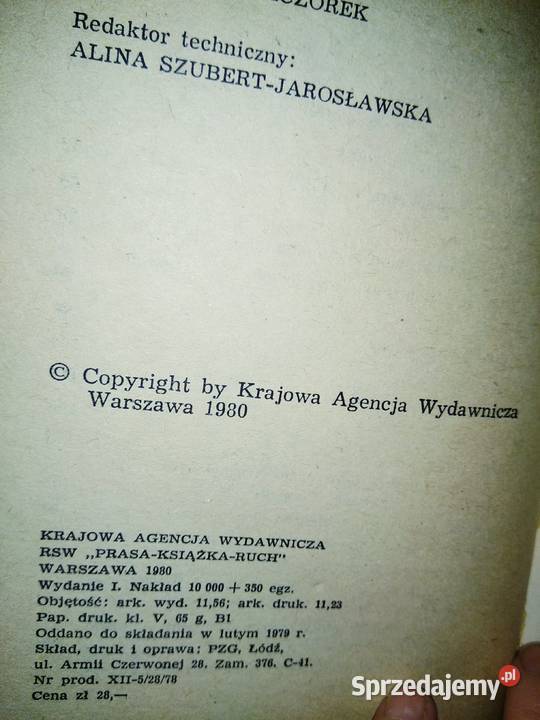 Redaktor techniczny:
ALINA SZUBERT-JAROSŁAWSKA
© Copyright by Krajowa Agencja Wydawnicza
Warszawa 1980
KRAJOWA AGENCJA WYDAWNICZA
RSW „PRASA-KSIĄŻKA-RUCH"
WARSZAWA 1980
Wydanie I. Nakład 10 000 + 350 egz.
Objętość: ark. wyd. 11,56; ark. druk. 11,23
Pap. druk. kl. V, 65 g, B1
Oddano do składania w lutym 1979 r.
Skład, druk i oprawa: PZG, Łódź,
ul. Armii Czerwonej 28. Zam. 376. C-41.
Nr prod. XII-5/28/78
Cena zł 28,—
Sprzedajemy.pl